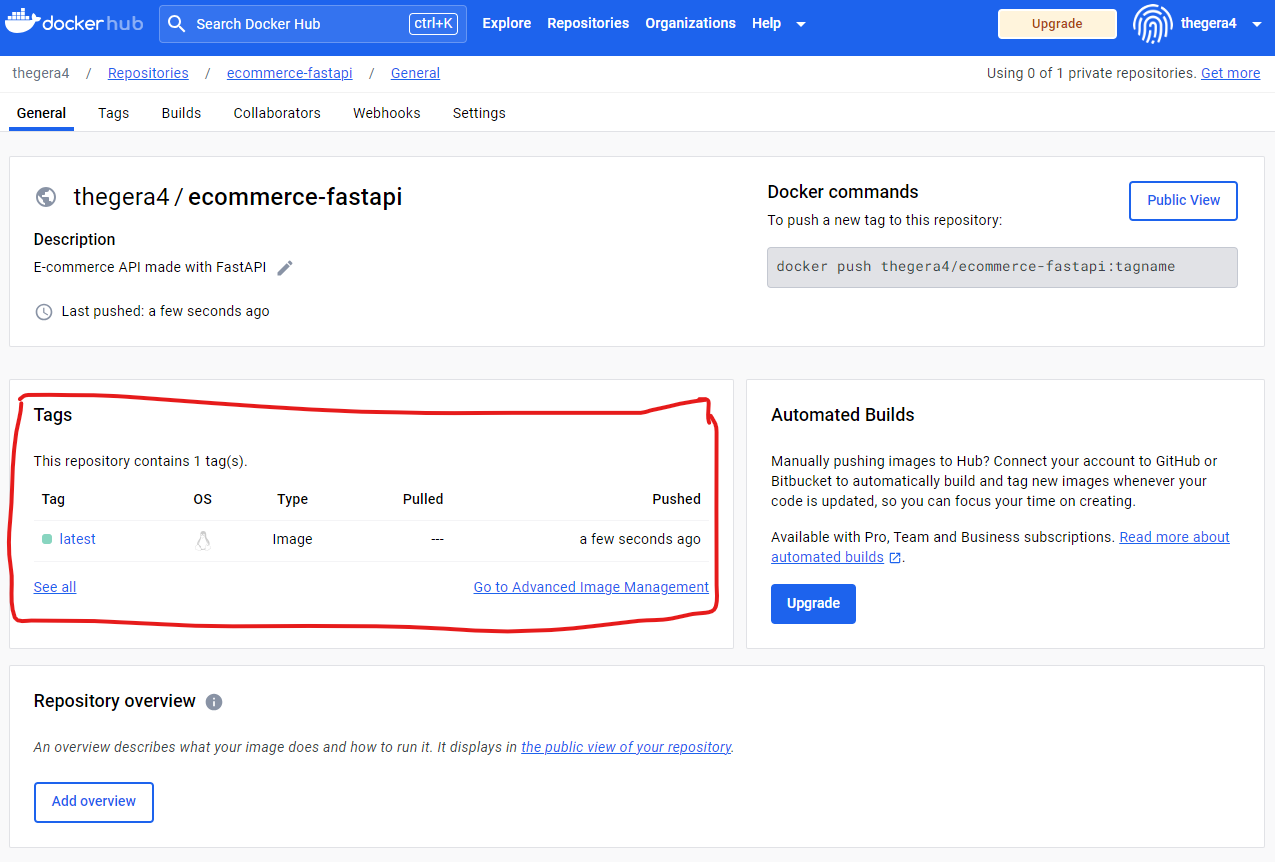 dockerhub Search Docker Hub ctrl+K Explore Repositories Organizations Help Upgrade thegera4
thegera4 / Repositories / ecommerce-fastapi / General Using 0 of 1 private repositories. Get more
General Tags Builds Collaborators Webhooks Settings
thegera4 / ecommerce-fastapi
Description
E-commerce API made with FastAPI
Last pushed: a few seconds ago
Docker commands
Public View
To push a new tag to this repository:
docker push thegera4/ecommerce-fastapi:tagname
Tags
This repository contains 1 tag(s).
Tag OS Type Pulled Pushed
latest Image --- a few seconds ago
See all Go to Advanced Image Management
Automated Builds
Manually pushing images to Hub? Connect your account to GitHub or
Bitbucket to automatically build and tag new images whenever your
code is updated, so you can focus your time on creating.
Available with Pro, Team and Business subscriptions. Read more about
automated builds .
Upgrade
Repository overview
An overview describes what your image does and how to run it. It displays in the public view of your repository.
Add overview